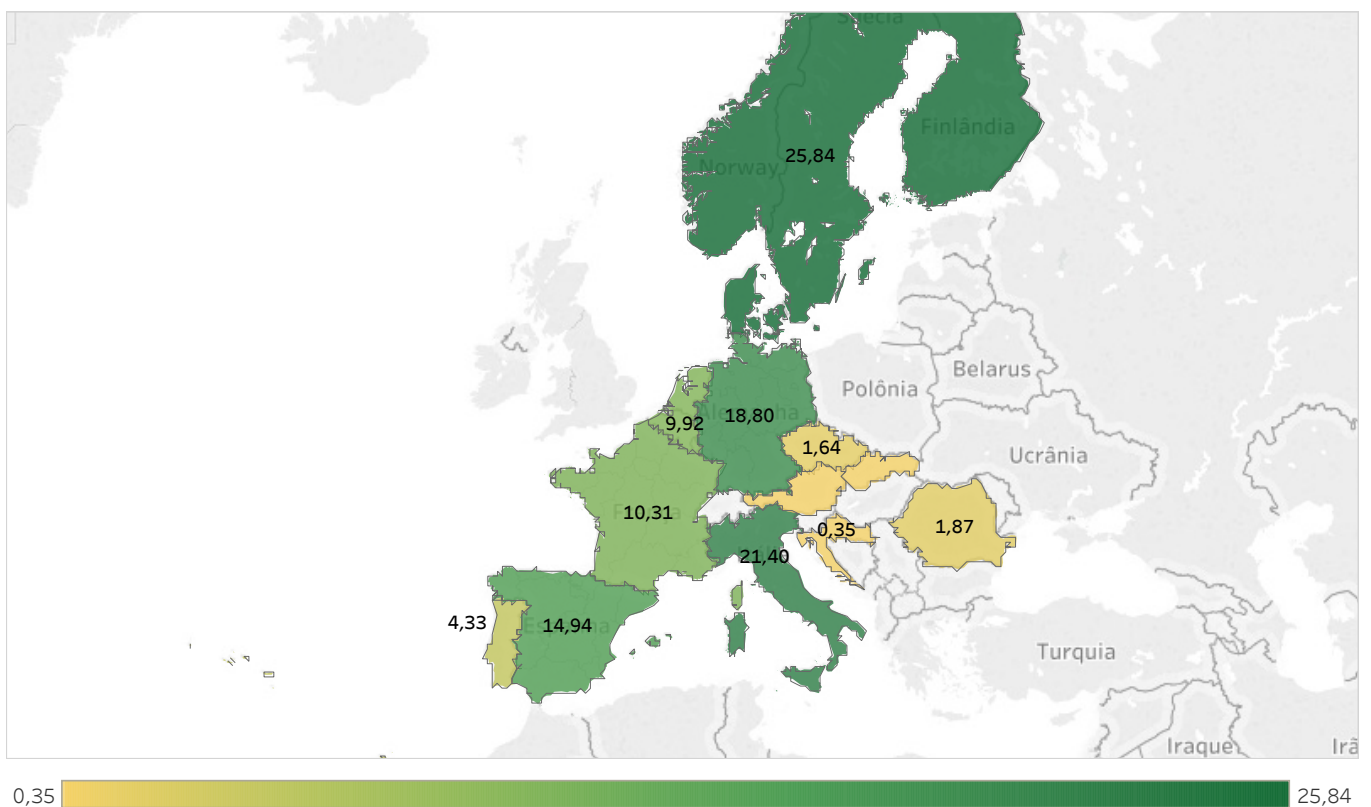 Suécia
Finlândia
25,84
Norway
Belarus
Polônia
18,80
9,92
1,64
Ucrânia
10,31
0,35
1,87
21,40
4,33
14,94
Turquia
Iraque
Irã
0,35
25,84